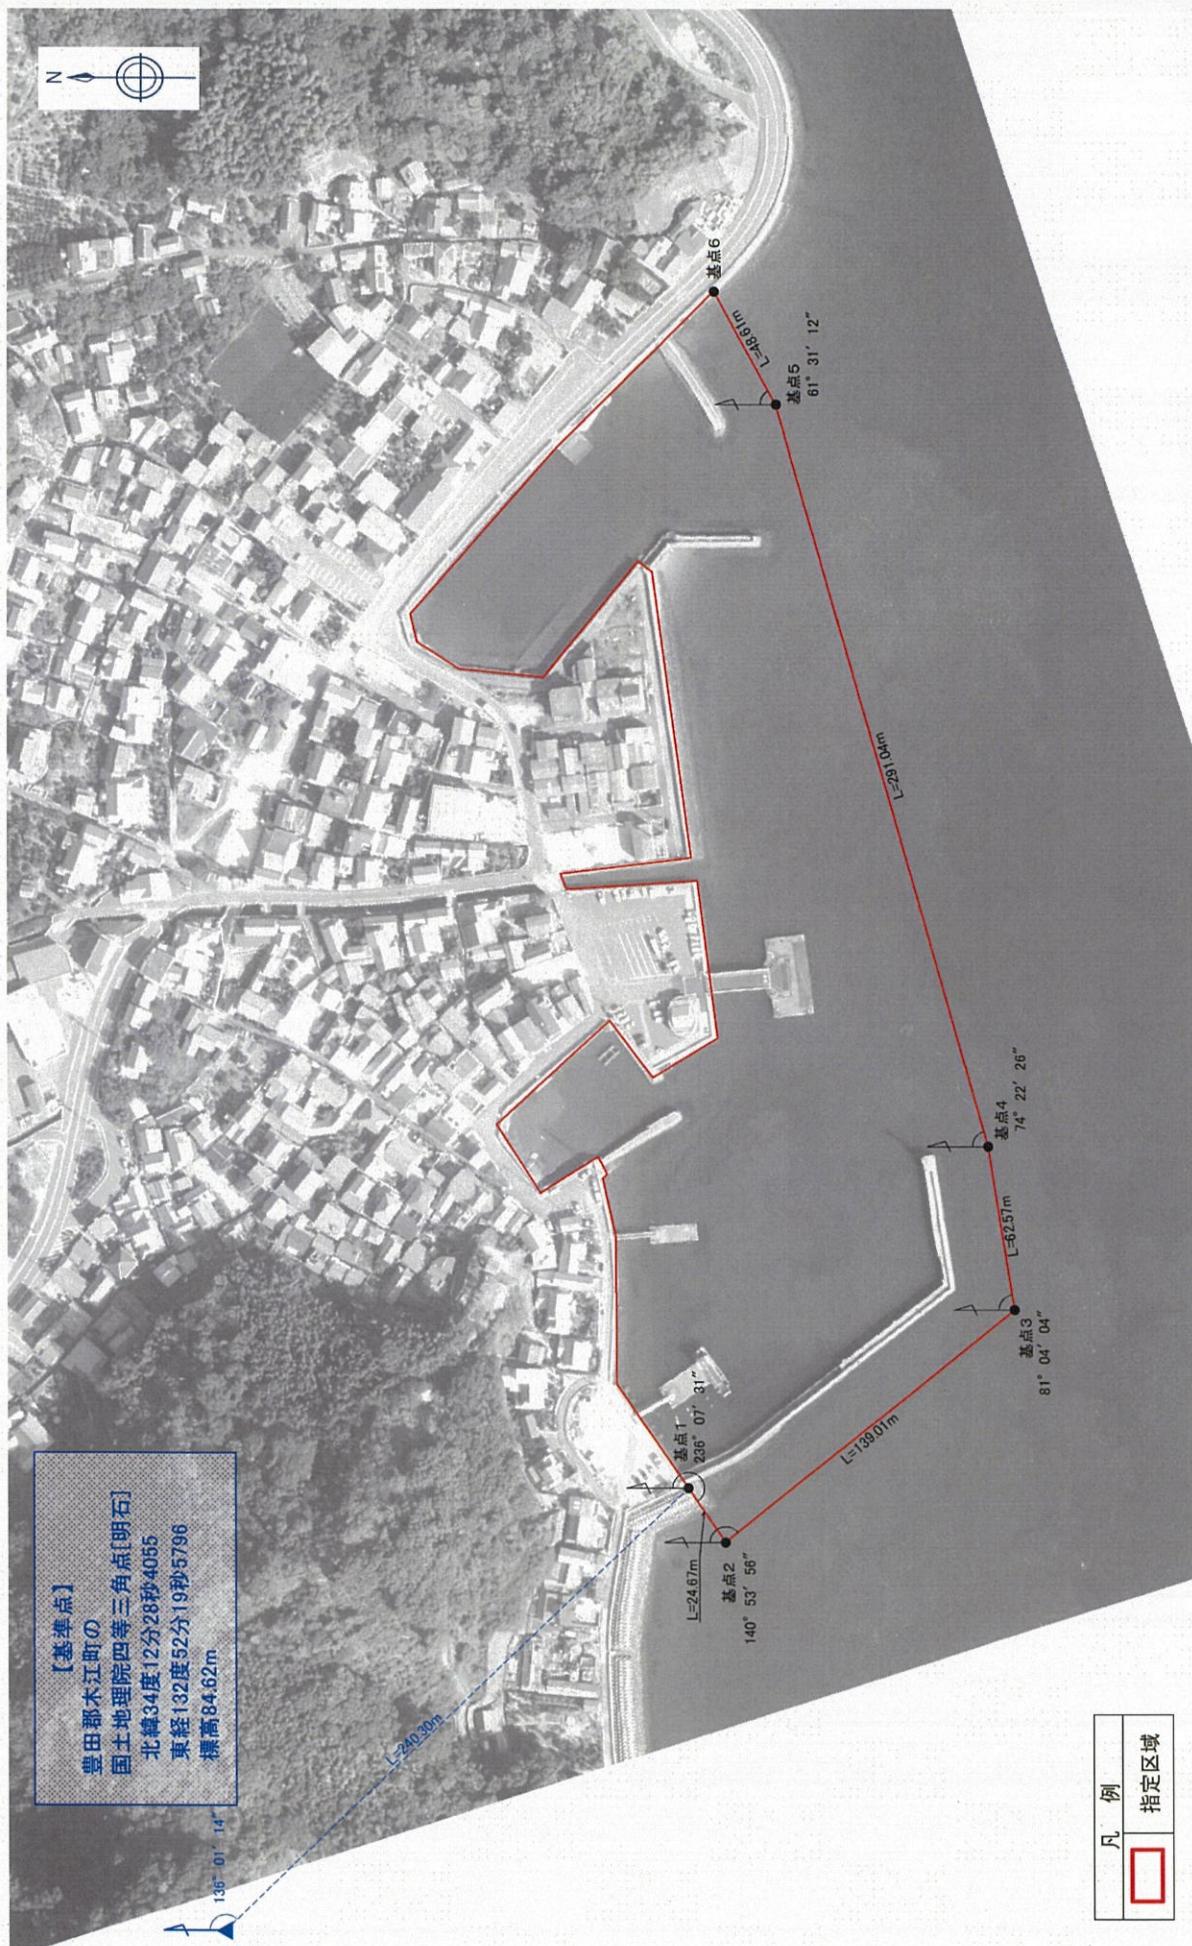 N
【基準点】
豊田郡木江町の
国土地理院四等三角点[明石]
北緯34度12分28秒4055
東経132度52分19秒5796
標高84.62m
136° 01′ 14″
L=240.30m
基点1
236° 07′ 31″
L=24.67m
基点2
140° 53′ 56″
L=139.01m
基点3
81° 04′ 04″
L=62.57m
基点4
74° 22′ 26″
L=291.04m
基点5
61° 31′ 12″
L=48.61m
基点6
凡 例
指定区域